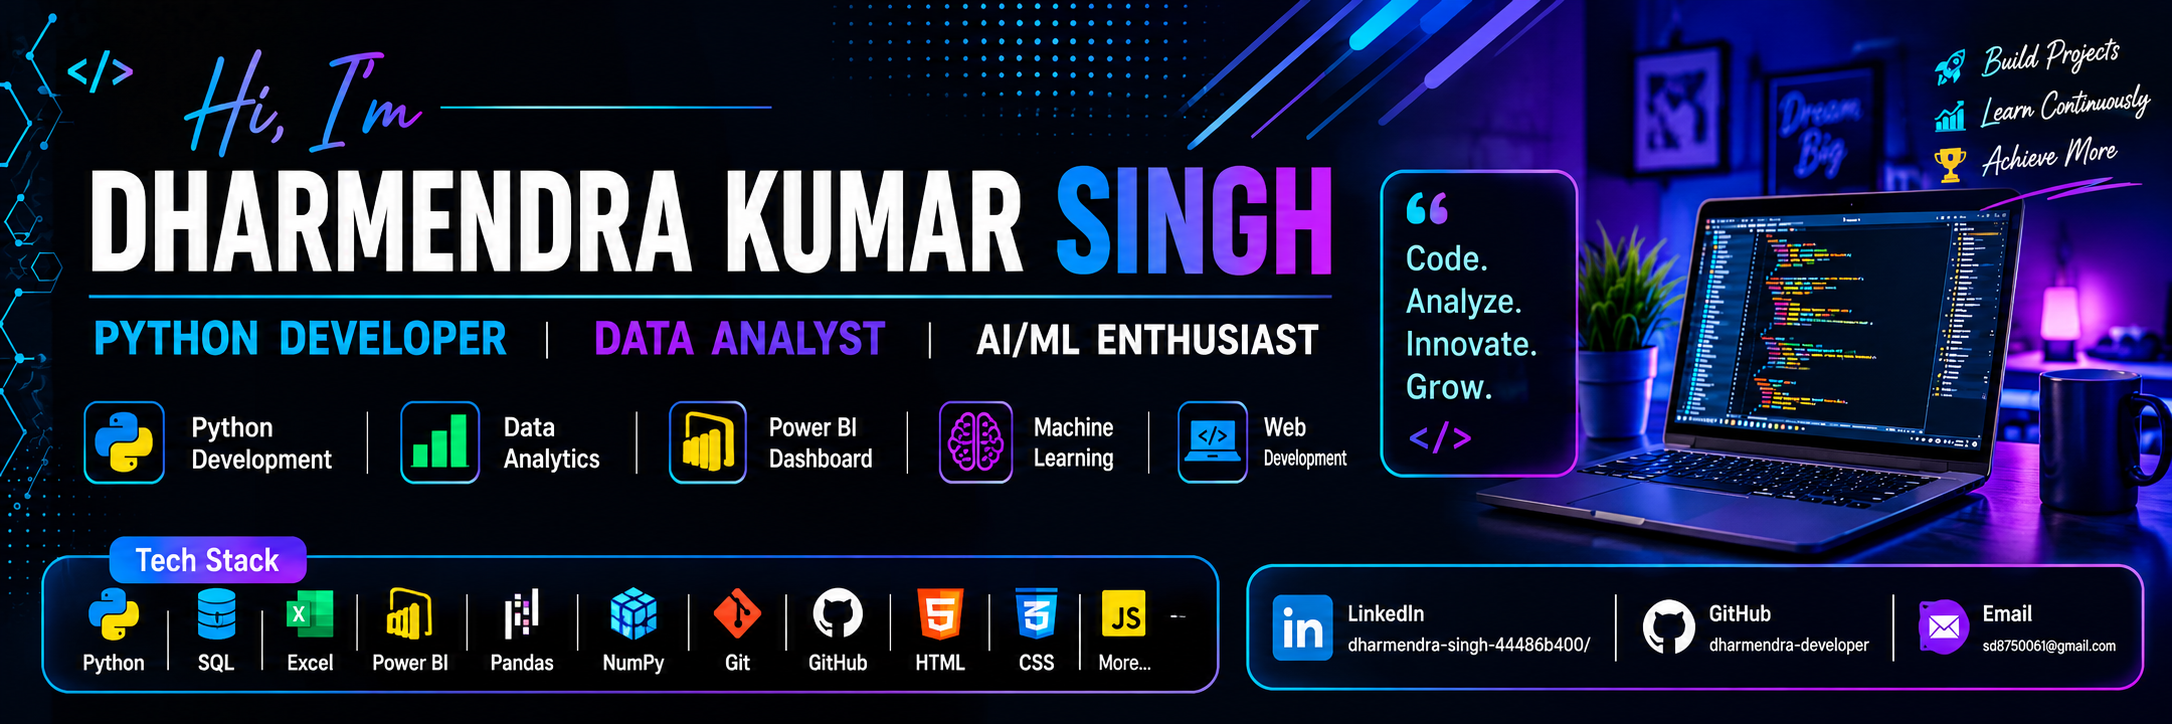 </>
Hi, I'm
DHARMENDRA KUMAR SINGH
PYTHON DEVELOPER | DATA ANALYST | AI/ML ENTHUSIAST
Python
Development
Data
Analytics
Power BI
Dashboard
Machine
Learning
</>
Web
Development
“
Code.
Analyze.
Innovate.
Grow.
</>
Dream
Big
Build Projects
Learn Continuously
Achieve More
Tech Stack
Python
SQL
X
Excel
Power BI
Pandas
NumPy
Git
GitHub
5
HTML
3
CSS
JS
More...
--
in
LinkedIn
dharmendra-singh-44486b400/
GitHub
dharmendra-developer
Email
sd8750061@gmail.com